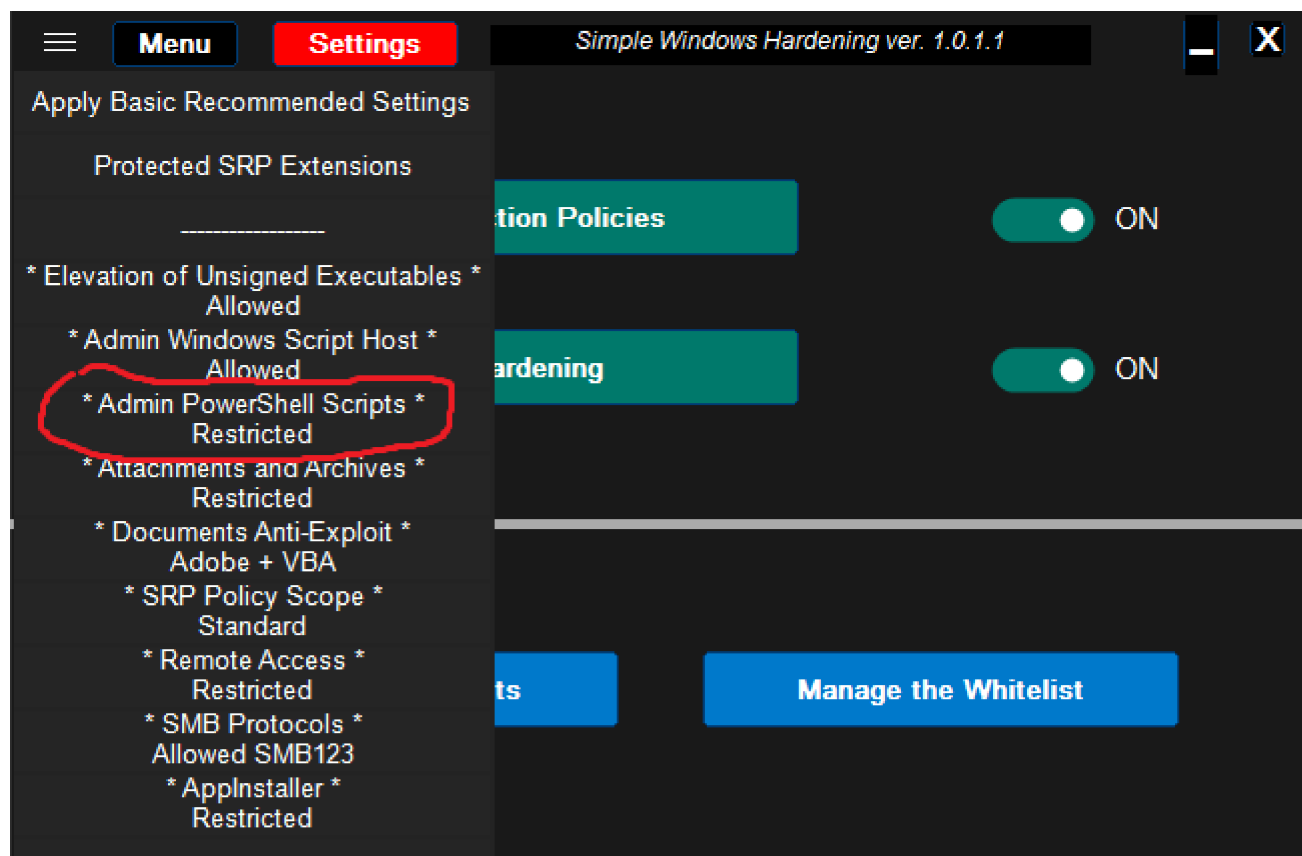 Menu
Settings
Simple Windows Hardening ver. 1.0.1.1
X
Apply Basic Recommended Settings
Protected SRP Extensions
------------------
* Elevation of Unsigned Executables *
Allowed
* Admin Windows Script Host *
Allowed
* Admin PowerShell Scripts *
Restricted
* Attachments and Archives *
Restricted
* Documents Anti-Exploit *
Adobe + VBA
* SRP Policy Scope *
Standard
* Remote Access *
Restricted
* SMB Protocols *
Allowed SMB123
* AppInstaller *
Restricted
tion Policies
ON
ardening
ON
ts
Manage the Whitelist